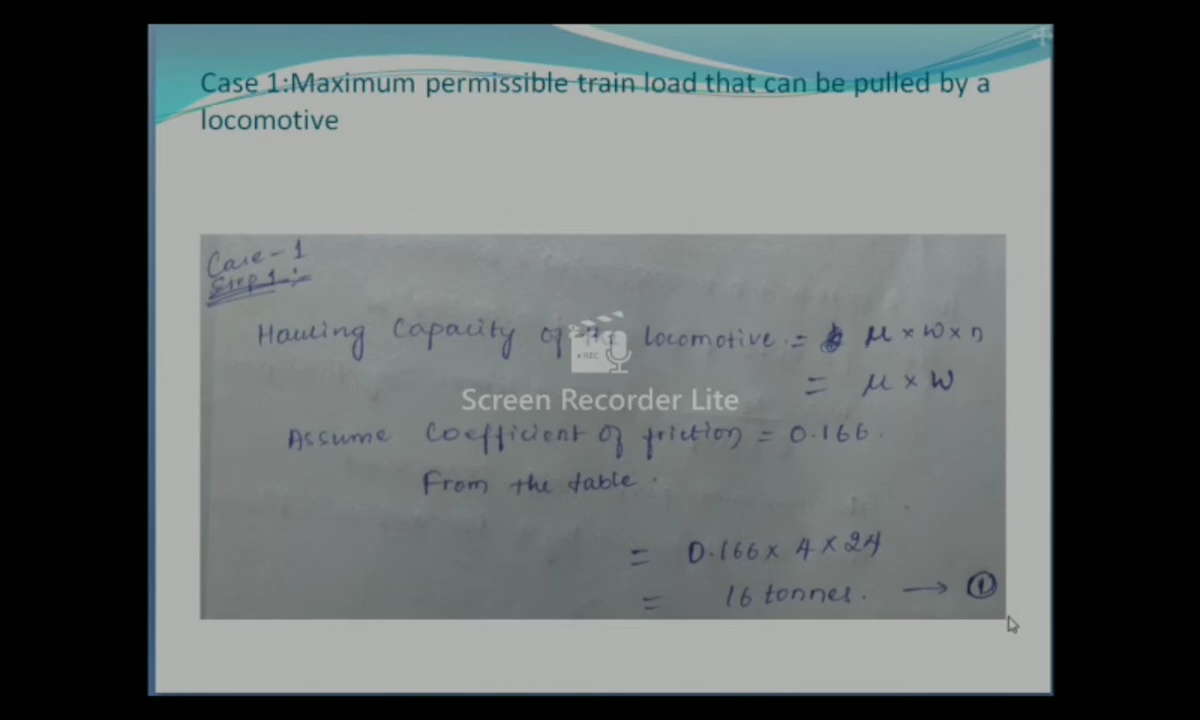 Case 1:Maximum permissible train load that can be pulled by a
locomotive
Case - 1
Step 1 :-
Hauling Capacity of the locomotive. = μ × W × n
= μ × W
REC
Screen Recorder Lite
Assume Coefficient of friction = 0.166.
From the table.
= 0.166 × 4 × 24
= 16 tonnes. → ①